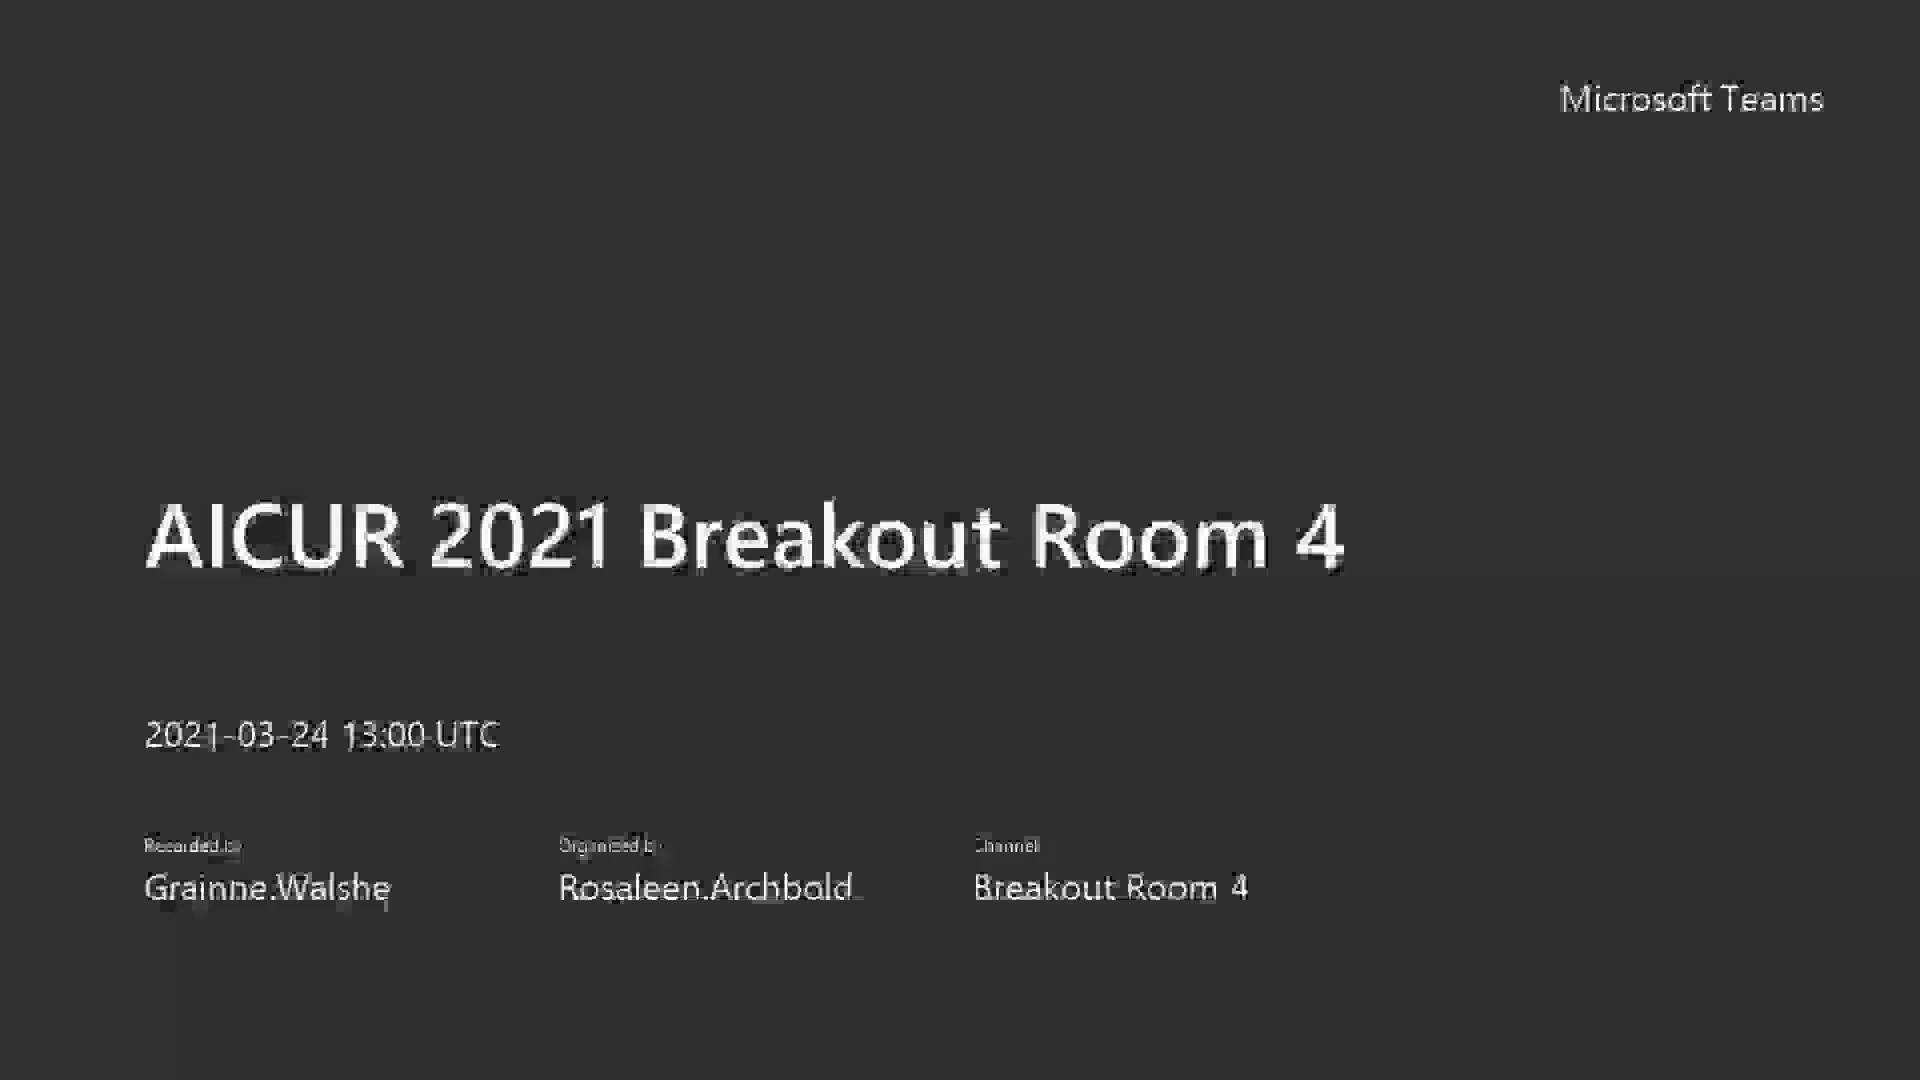 Microsoft Teams
AICUR 2021 Breakout Room 4
2021-03-24 13:00 UTC
Recorded by
Organized by
Channel
Grainne.Walshe
Rosaleen.Archbold
Breakout Room 4